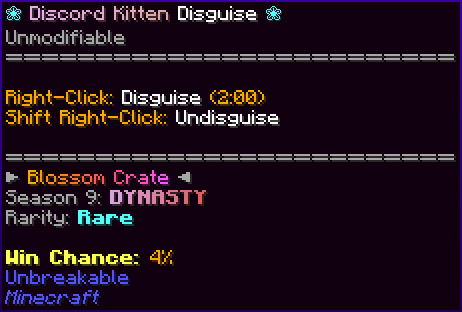 ❀ Discord Kitten Disguise ❀
Unmodifiable
================================
Right-Click: Disguise (2:00)
Shift Right-Click: Undisguise
================================
► Blossom Crate ◄
Season 9: DYNASTY
Rarity: Rare
Win Chance: 4%
Unbreakable
Minecraft